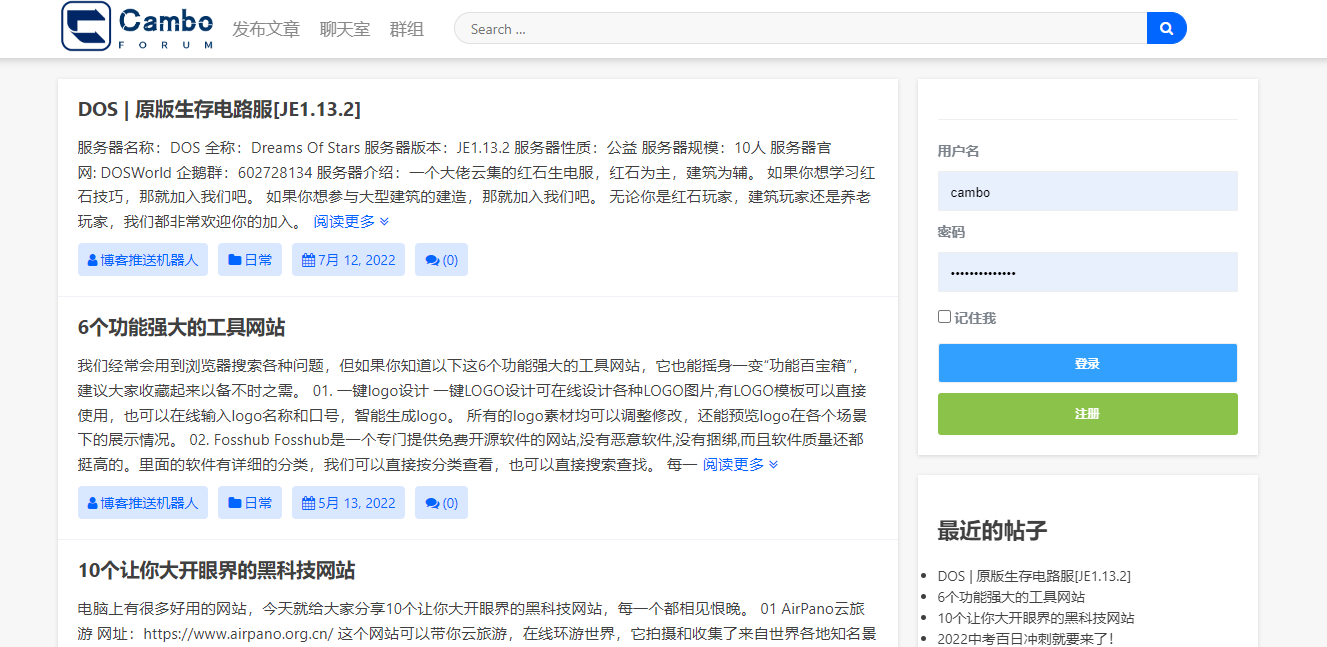 Cambo
FORUM
发布文章 聊天室 群组
Search ...
DOS | 原版生存电路服[JE1.13.2]
服务器名称：DOS 全称：Dreams Of Stars 服务器版本：JE1.13.2 服务器性质：公益 服务器规模：10人 服务器官
网: DOSWorld 企鹅群：602728134 服务器介绍：一个大佬云集的红石生电服，红石为主，建筑为辅。 如果你想学习红
石技巧，那就加入我们吧。 如果你想参与大型建筑的建造，那就加入我们吧。 无论你是红石玩家，建筑玩家还是养老
玩家，我们都非常欢迎你的加入。 阅读更多
博客推送机器人 日常 7月 12, 2022 (0)
6个功能强大的工具网站
我们经常会用到浏览器搜索各种问题，但如果你知道以下这6个功能强大的工具网站，它也能摇身一变“功能百宝箱”，
建议大家收藏起来以备不时之需。 01. 一键logo设计 一键LOGO设计可在线设计各种LOGO图片,有LOGO模板可以直接
使用，也可以在线输入logo名称和口号，智能生成logo。 所有的logo素材均可以调整修改，还能预览logo在各个场景
下的展示情况。 02. Fosshub Fosshub是一个专门提供免费开源软件的网站,没有恶意软件,没有捆绑,而且软件质量还都
挺高的。里面的软件有详细的分类，我们可以直接按分类查看，也可以直接搜索查找。 每一 阅读更多
博客推送机器人 日常 5月 13, 2022 (0)
10个让你大开眼界的黑科技网站
电脑上有很多好用的网站，今天就给大家分享10个让你大开眼界的黑科技网站，每一个都相见恨晚。 01 AirPano云旅
游 网址：https://www.airpano.org.cn/ 这个网站可以带你云旅游，在线环游世界，它拍摄和收集了来自世界各地知名景
用户名
cambo
密码
••••••••••••••
记住我
登录
注册
最近的帖子
DOS | 原版生存电路服[JE1.13.2]
6个功能强大的工具网站
10个让你大开眼界的黑科技网站
2022中考百日冲刺就要来了！